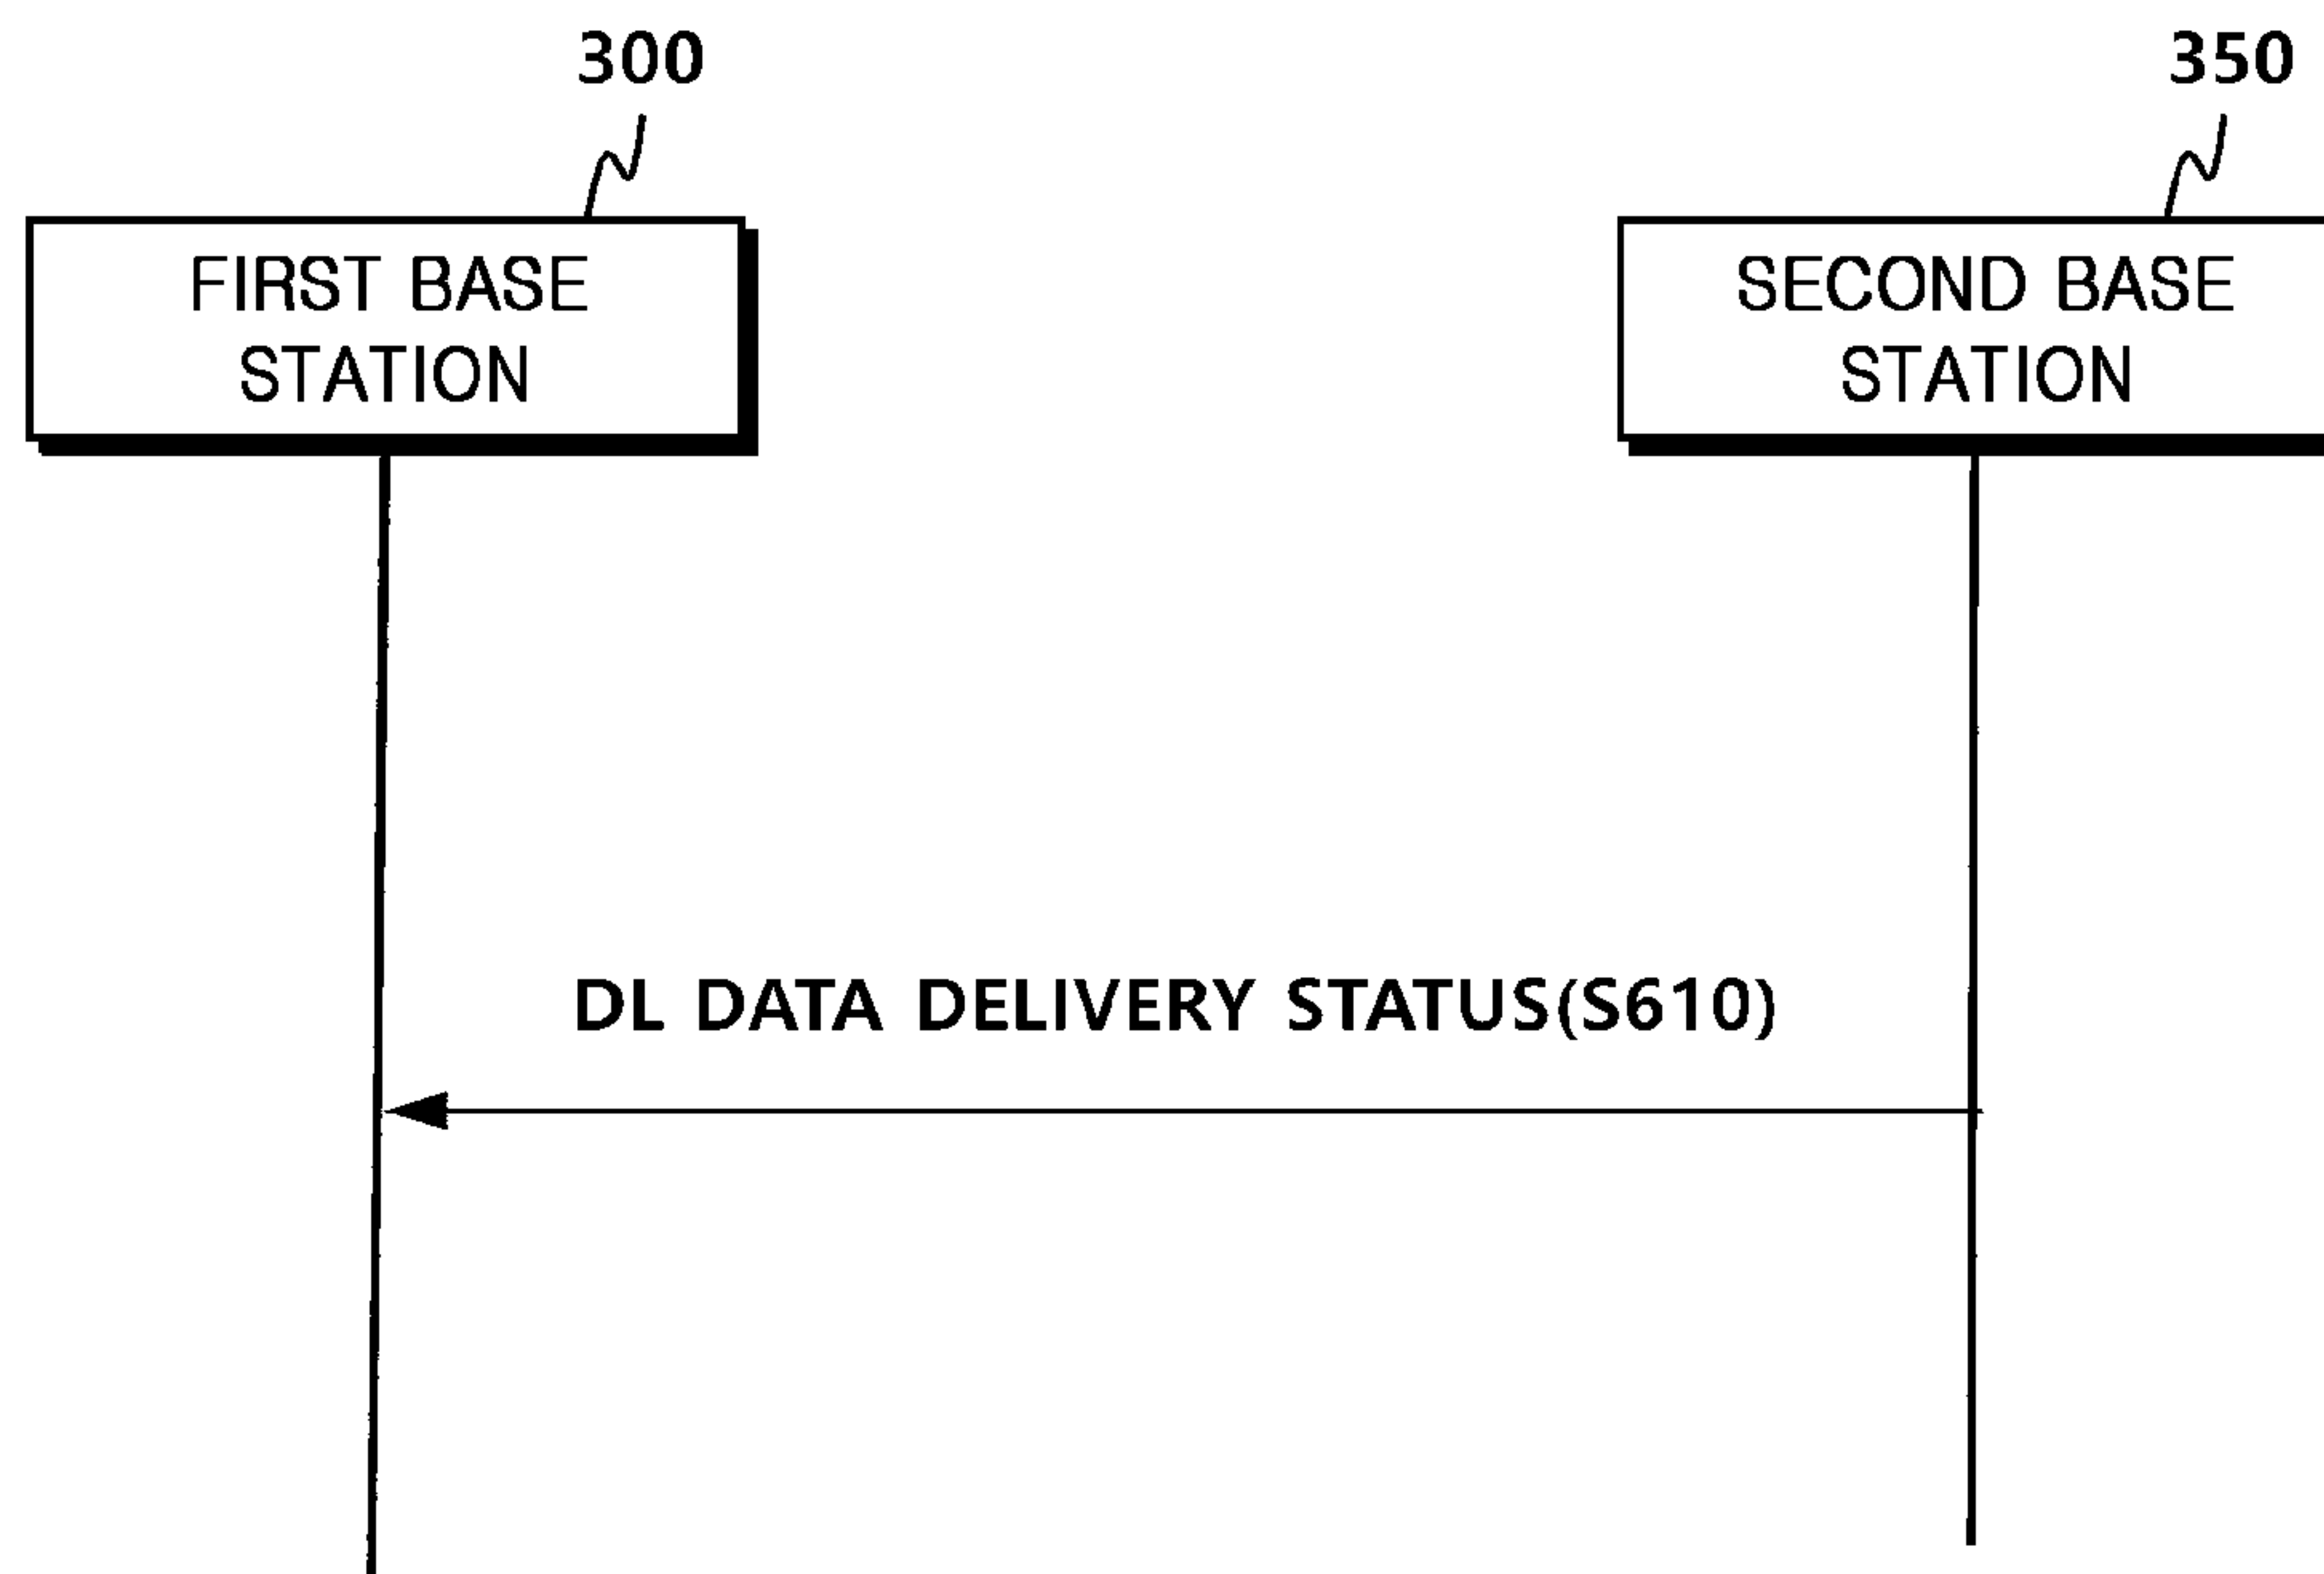 300
350
FIRST BASE
STATION
SECOND BASE
STATION
DL DATA DELIVERY STATUS(S610)